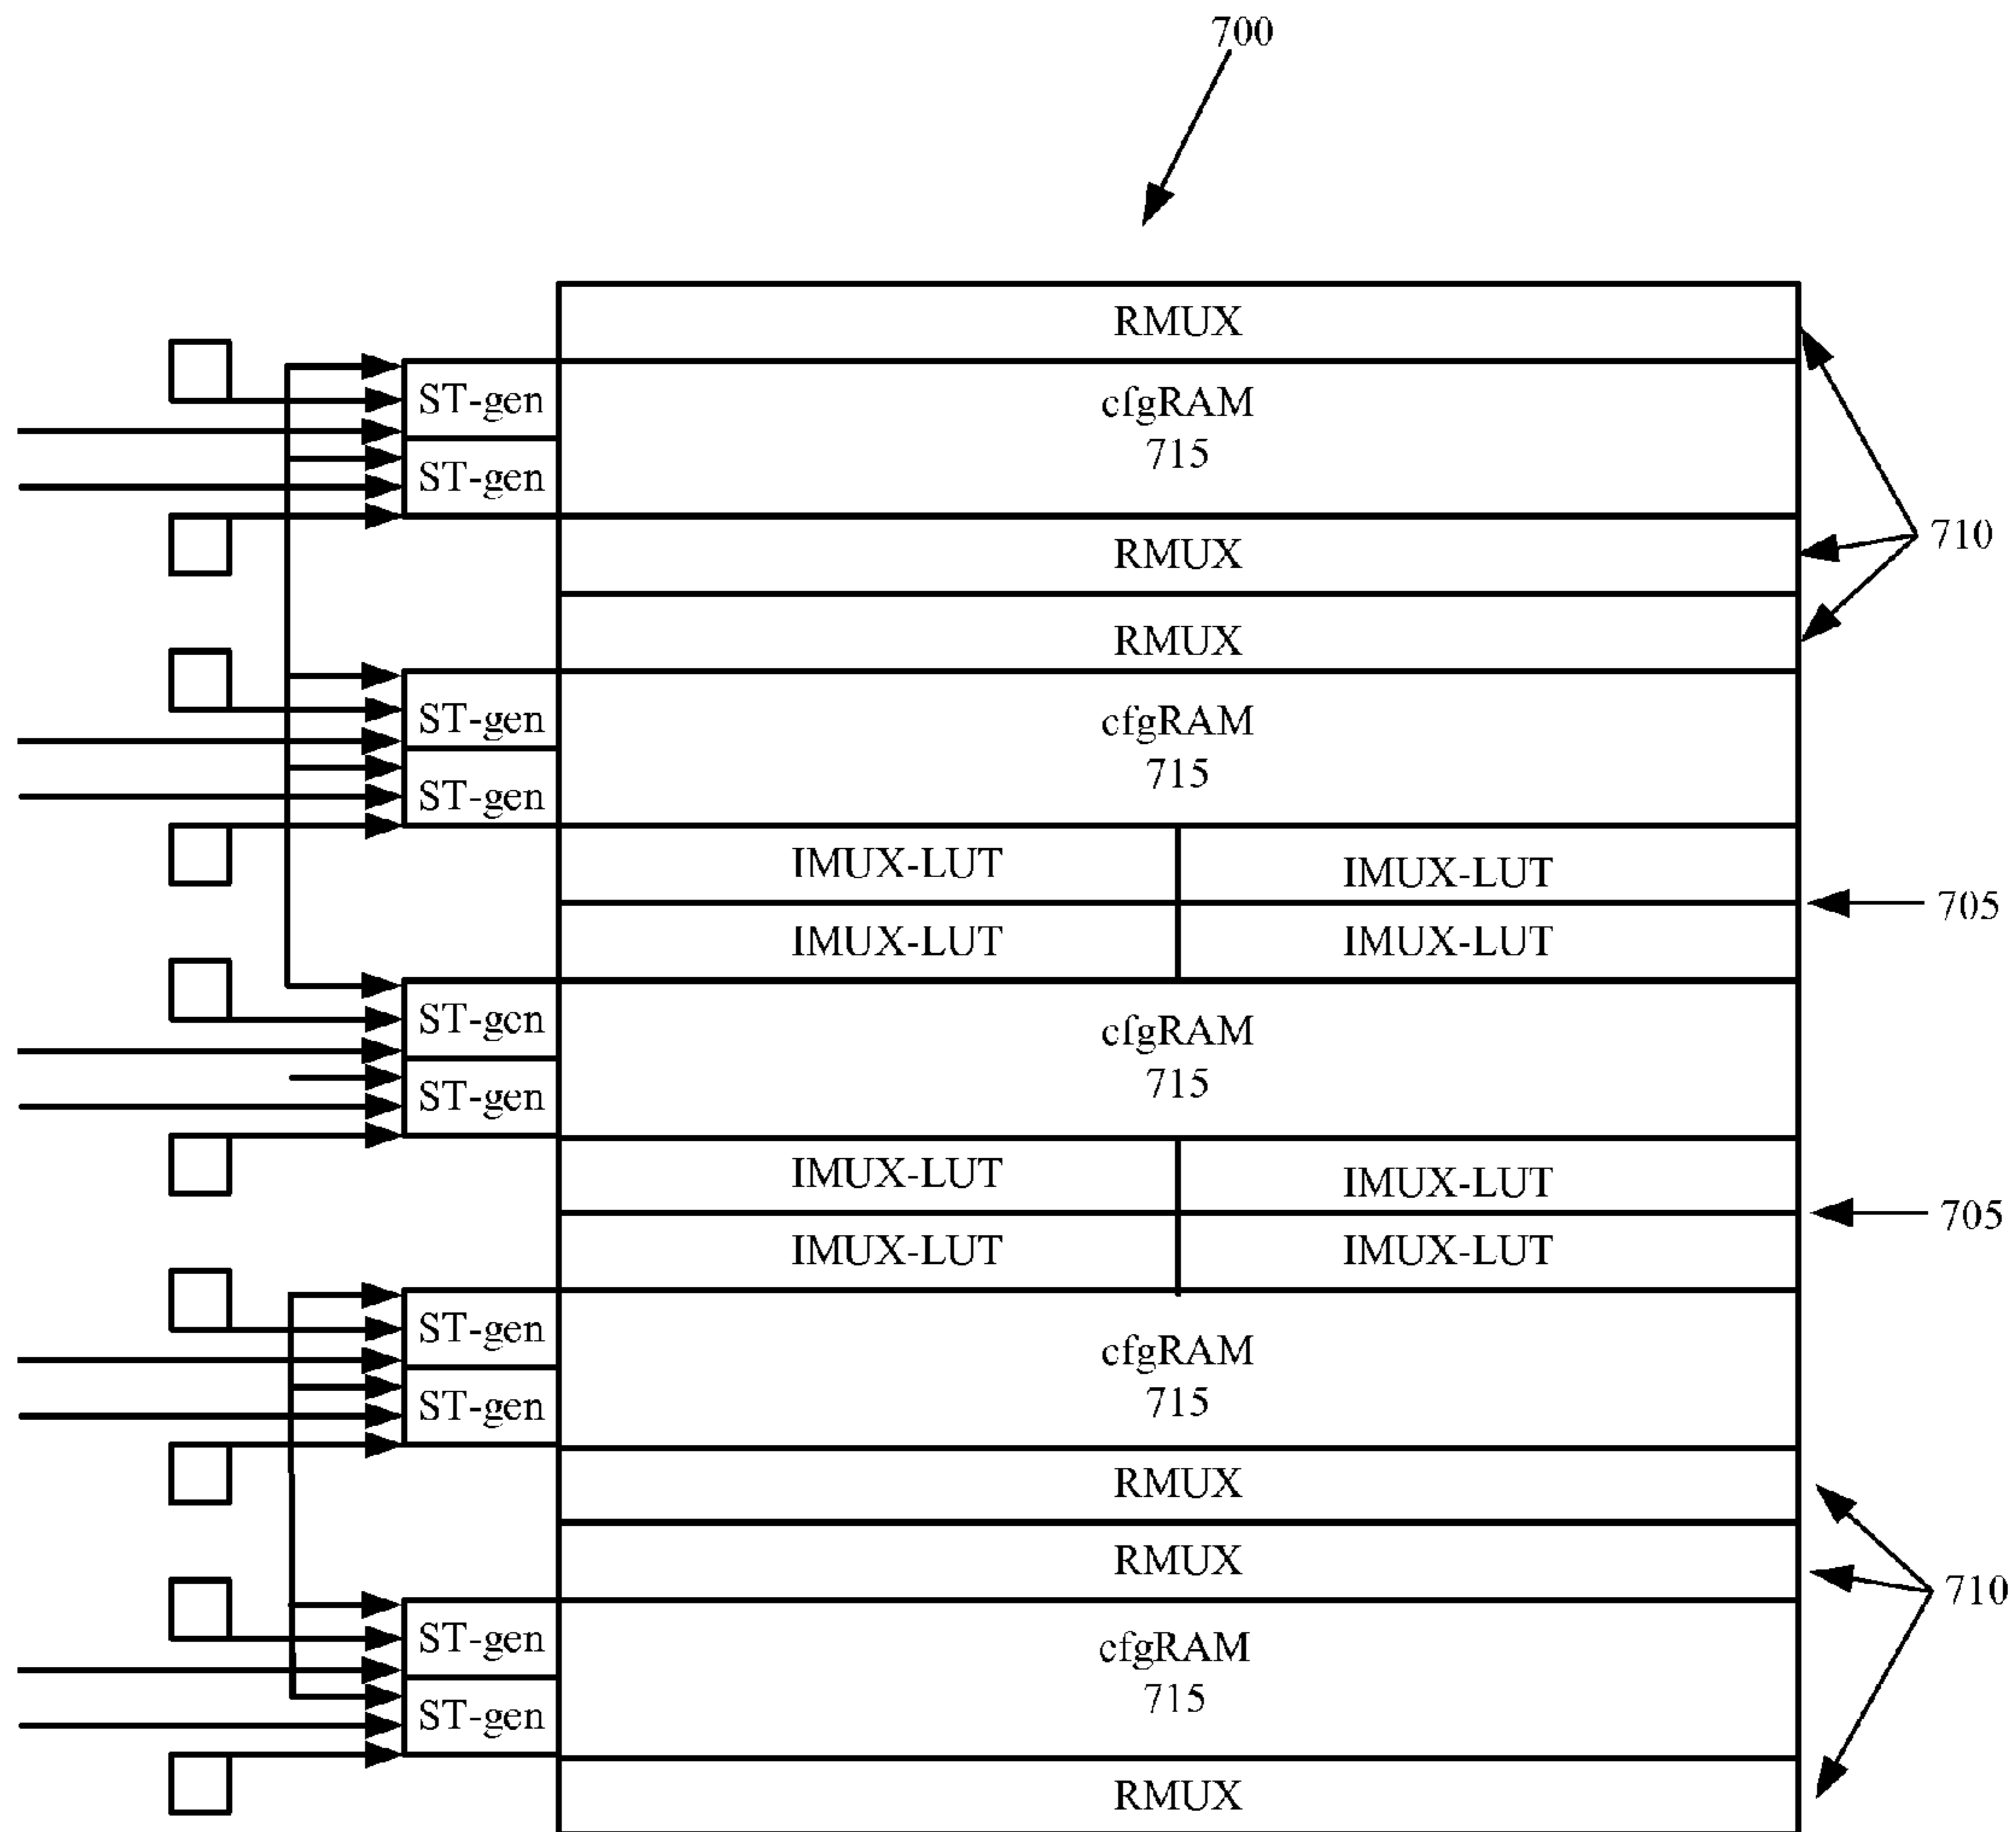 700
RMUX
ST-gen
cfgRAM
715
ST-gen
RMUX
710
RMUX
ST-gen
cfgRAM
715
ST-gen
IMUX-LUT IMUX-LUT
705
IMUX-LUT IMUX-LUT
ST-gen
cfgRAM
715
ST-gen
IMUX-LUT IMUX-LUT
705
IMUX-LUT IMUX-LUT
ST-gen
cfgRAM
715
ST-gen
RMUX
RMUX
710
ST-gen
cfgRAM
715
ST-gen
RMUX